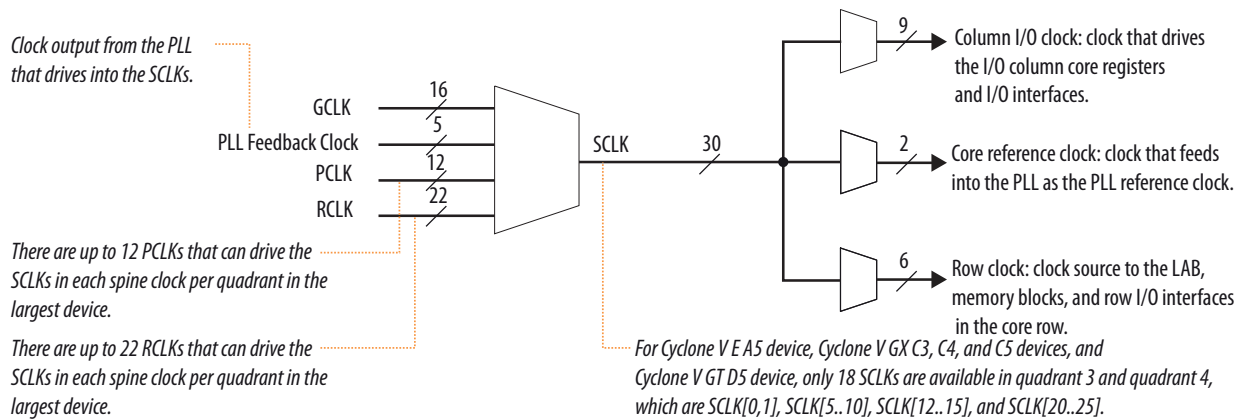 Clock output from the PLL
that drives into the SCLKs.
GCLK
16
PLL Feedback Clock
5
PCLK
12
RCLK
22
SCLK
30
9
Column I/O clock: clock that drives
the I/O column core registers
and I/O interfaces.
2
Core reference clock: clock that feeds
into the PLL as the PLL reference clock.
6
Row clock: clock source to the LAB,
memory blocks, and row I/O interfaces
in the core row.
There are up to 12 PCLKs that can drive the
SCLKs in each spine clock per quadrant in the
largest device.
There are up to 22 RCLKs that can drive the
SCLKs in each spine clock per quadrant in the
largest device.
For Cyclone V E A5 device, Cyclone V GX C3, C4, and C5 devices, and
Cyclone V GT D5 device, only 18 SCLKs are available in quadrant 3 and quadrant 4,
which are SCLK[0,1], SCLK[5..10], SCLK[12..15], and SCLK[20..25].